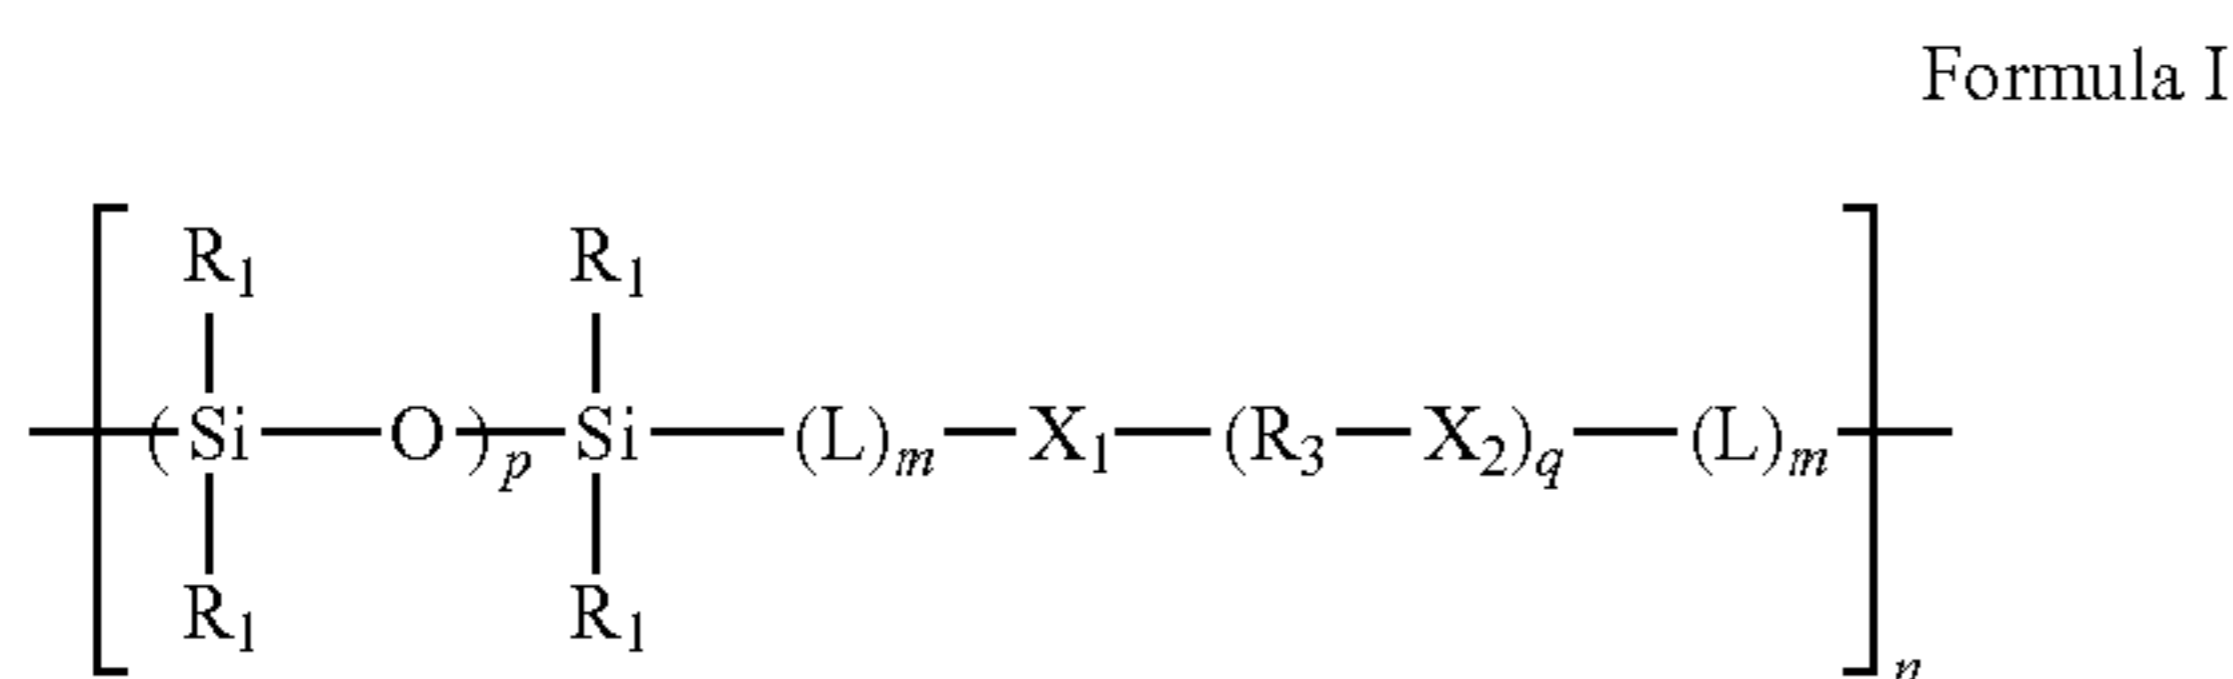 Formula I
R1 R1
(Si—O)p—Si—(L)m—X1—(R3—X2)q—(L)m
R1 R1
n